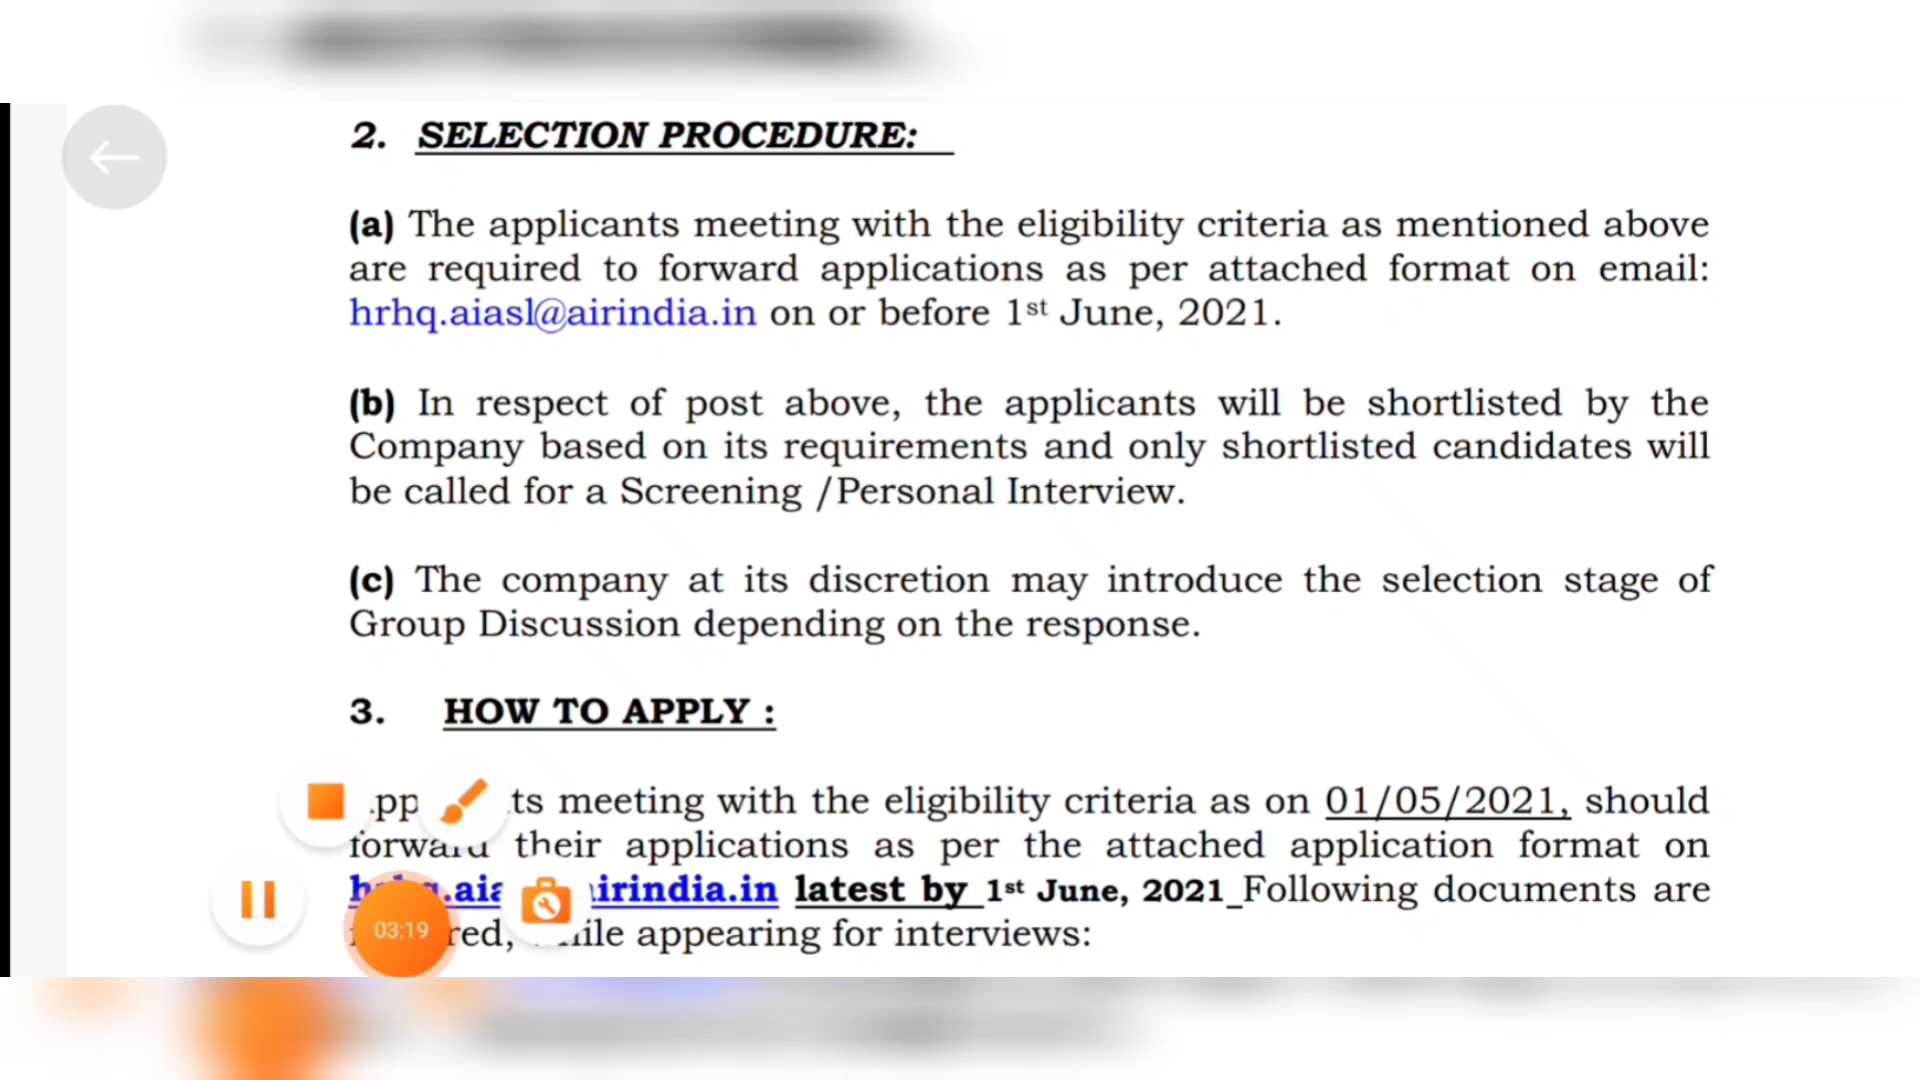 2. SELECTION PROCEDURE:
(a) The applicants meeting with the eligibility criteria as mentioned above
are required to forward applications as per attached format on email:
hrhq.aiasl@airindia.in on or before 1st June, 2021.
(b) In respect of post above, the applicants will be shortlisted by the
Company based on its requirements and only shortlisted candidates will
be called for a Screening /Personal Interview.
(c) The company at its discretion may introduce the selection stage of
Group Discussion depending on the response.
3. HOW TO APPLY :
meeting with the eligibility criteria as on 01/05/2021, should
forward their applications as per the attached application format on
latest by 1st June, 2021 Following documents are
appearing for interviews:
03:19